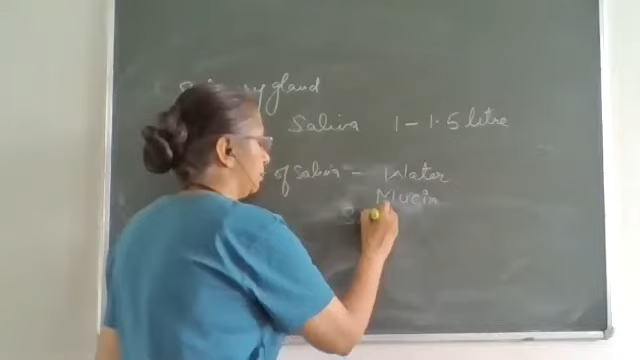 gland
Saliva 1 - 1.5 litre
of saliva - Water
Mucin